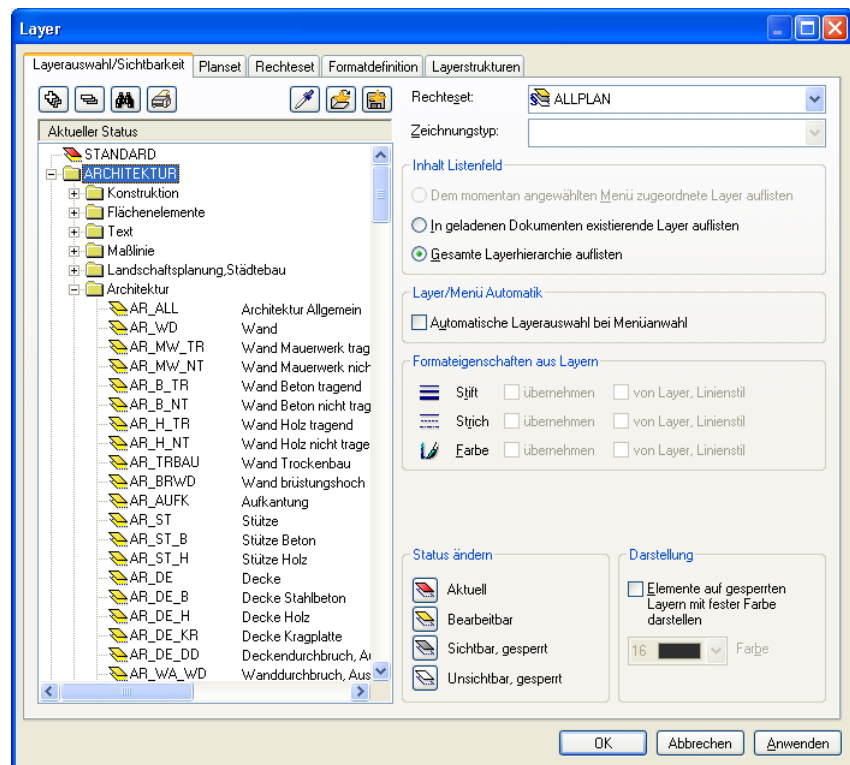 Layer
Layerauswahl/Sichtbarkeit Planset Rechteset Formatdefinition Layerstrukturen
Aktueller Status
STANDARD
ARCHITEKTUR
Konstruktion
Flächenelemente
Text
Maßlinie
Landschaftsplanung,Städtebau
Architektur
AR_ALL Architektur Allgemein
AR_WD Wand
AR_MW_TR Wand Mauerwerk trag
AR_MW_NT Wand Mauerwerk nich
AR_B_TR Wand Beton tragend
AR_B_NT Wand Beton nicht trag
AR_H_TR Wand Holz tragend
AR_H_NT Wand Holz nicht trage
AR_TRBAU Wand Trockenbau
AR_BRWD Wand brüstungshoch
AR_AUFK Aufkantung
AR_ST Stütze
AR_ST_B Stütze Beton
AR_ST_H Stütze Holz
AR_DE Decke
AR_DE_B Decke Stahlbeton
AR_DE_H Decke Holz
AR_DE_KR Decke Kragplatte
AR_DE_DD Deckendurchbruch, A
AR_WA_WD Wanddurchbruch, Aus
Rechteset: ALLPLAN
Zeichnungstyp:
Inhalt Listenfeld
Dem momentan angewählten Menü zugeordnete Layer auflisten
In geladenen Dokumenten existierende Layer auflisten
Gesamte Layerhierarchie auflisten
Layer/Menü Automatik
Automatische Layerauswahl bei Menüanwahl
Formateigenschaften aus Layern
Stift übernehmen von Layer, Linienstil
Strich übernehmen von Layer, Linienstil
Farbe übernehmen von Layer, Linienstil
Status ändern
Aktuell
Bearbeitbar
Sichtbar, gesperrt
Unsichtbar, gesperrt
Darstellung
Elemente auf gesperrten
Layern mit fester Farbe
darstellen
16 Farbe
OK Abbrechen Anwenden